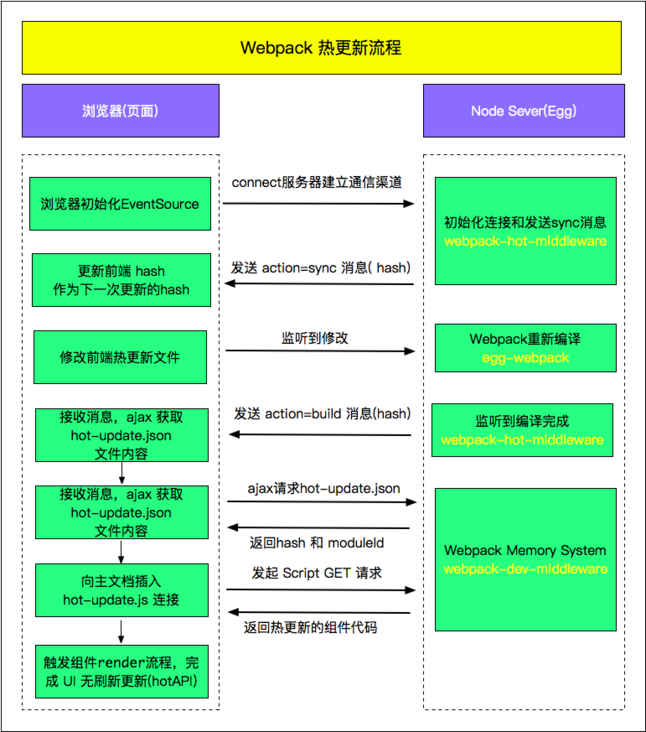 Webpack 热更新流程
浏览器(页面)
Node Sever(Egg)
connect服务器建立通信渠道
浏览器初始化EventSource
初始化连接和发送sync消息
webpack-hot-middleware
更新前端 hash
作为下一次更新的hash
发送 action=sync 消息( hash)
修改前端热更新文件
监听到修改
Webpack重新编译
egg-webpack
接收消息，ajax 获取
hot-update.json
文件内容
发送 action=build 消息(hash)
监听到编译完成
webpack-hot-middleware
接收消息，ajax 获取
hot-update.json
文件内容
ajax请求hot-update.json
返回hash 和 moduleId
Webpack Memory System
webpack-dev-middleware
向主文档插入
hot-update.js 连接
发起 Script GET 请求
返回热更新的组件代码
触发组件render流程，完
成 UI 无刷新更新(hotAPI)